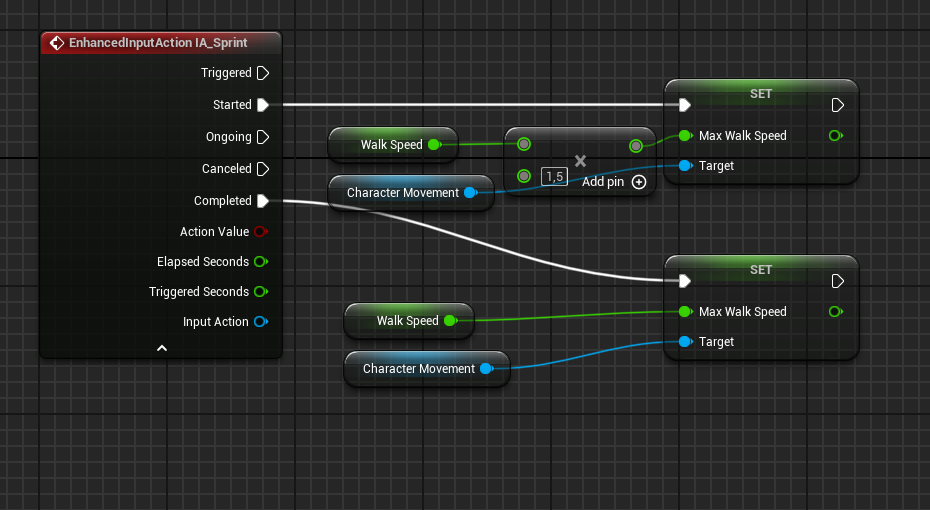 EnhancedInputAction IA_Sprint
Triggered
Started
Ongoing
Canceled
Completed
Action Value
Elapsed Seconds
Triggered Seconds
Input Action
Walk Speed
Character Movement
1,5
Add pin
SET
Max Walk Speed
Target
Walk Speed
Character Movement
SET
Max Walk Speed
Target